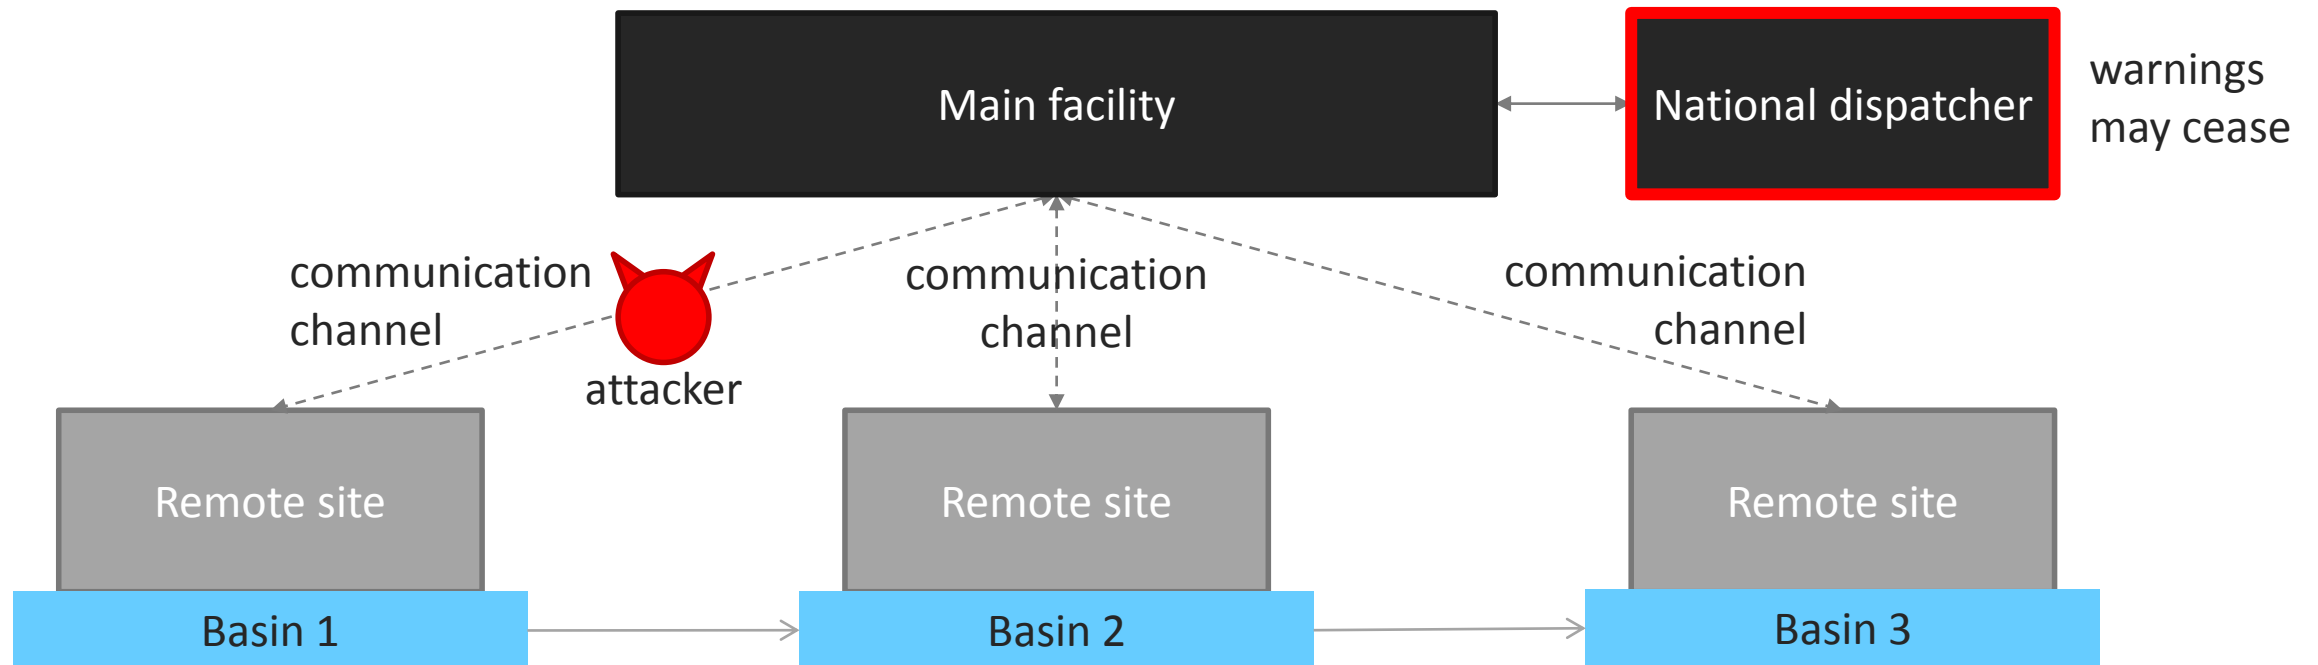 Main facility
National dispatcher
warnings
may cease
communication
channel
attacker
communication
channel
communication
channel
Remote site
Remote site
Remote site
Basin 1
Basin 2
Basin 3